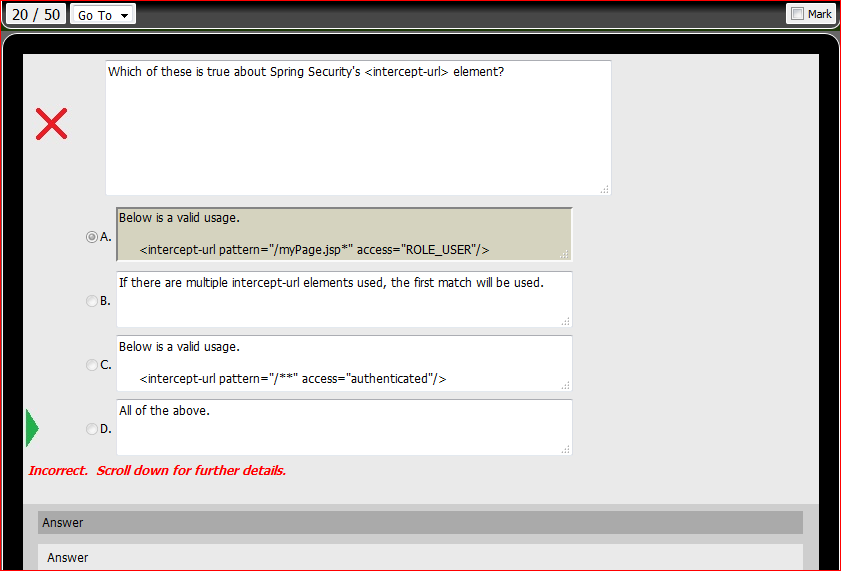 20 / 50 Go To Mark
Which of these is true about Spring Security's <intercept-url> element?
A. Below is a valid usage.
<intercept-url pattern="/myPage.jsp*" access="ROLE_USER"/>
B. If there are multiple intercept-url elements used, the first match will be used.
C. Below is a valid usage.
<intercept-url pattern="/**" access="authenticated"/>
D. All of the above.
Incorrect. Scroll down for further details.
Answer
Answer